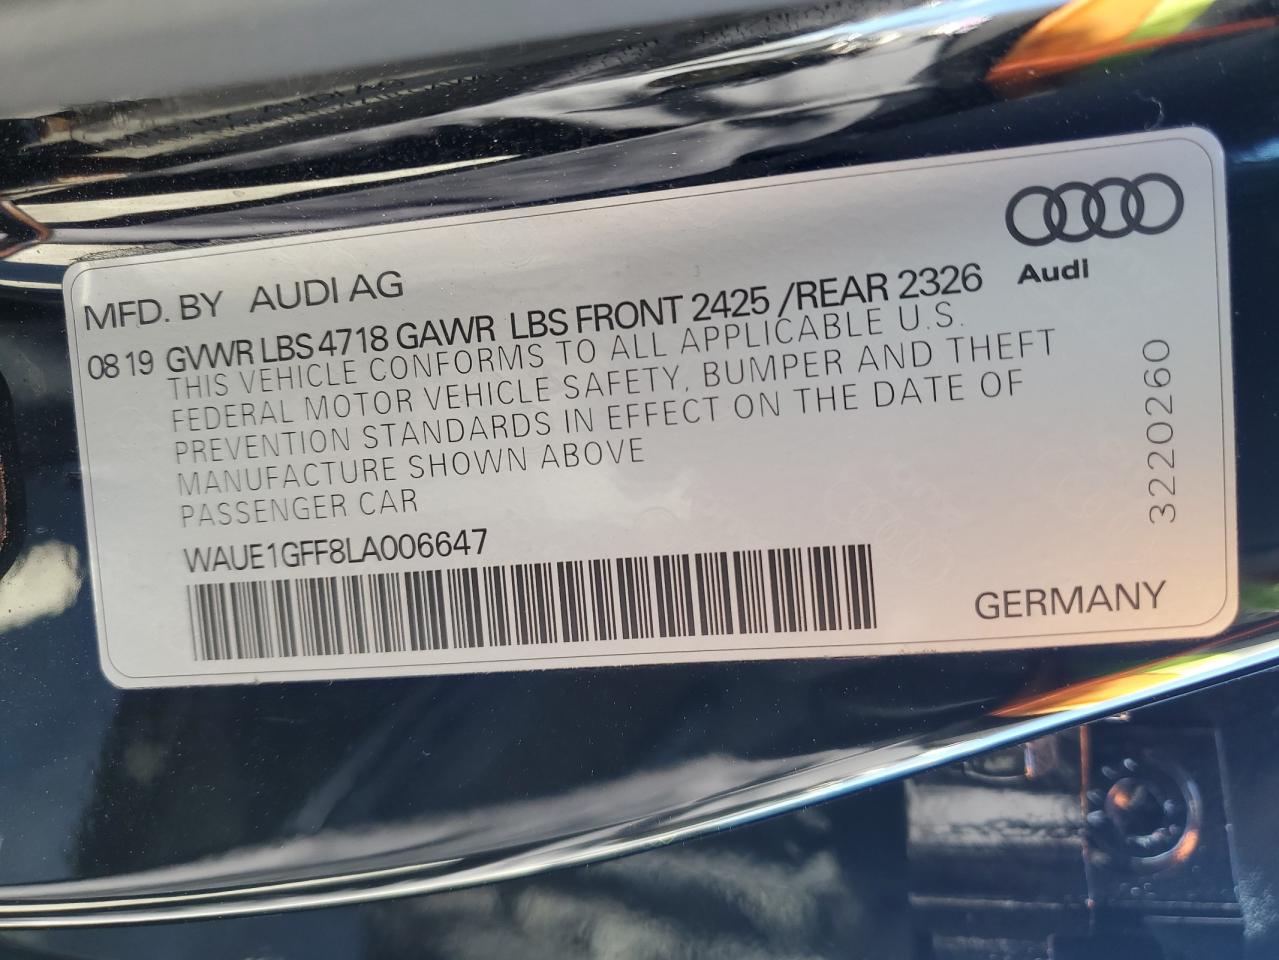 Audi
MFD. BY AUDI AG
08 19 GVWR LBS 4718 GAWR LBS FRONT 2425 /REAR 2326
THIS VEHICLE CONFORMS TO ALL APPLICABLE U.S.
FEDERAL MOTOR VEHICLE SAFETY, BUMPER AND THEFT
PREVENTION STANDARDS IN EFFECT ON THE DATE OF
MANUFACTURE SHOWN ABOVE
PASSENGER CAR
WAUE1GFF8LA006647
GERMANY
3220260